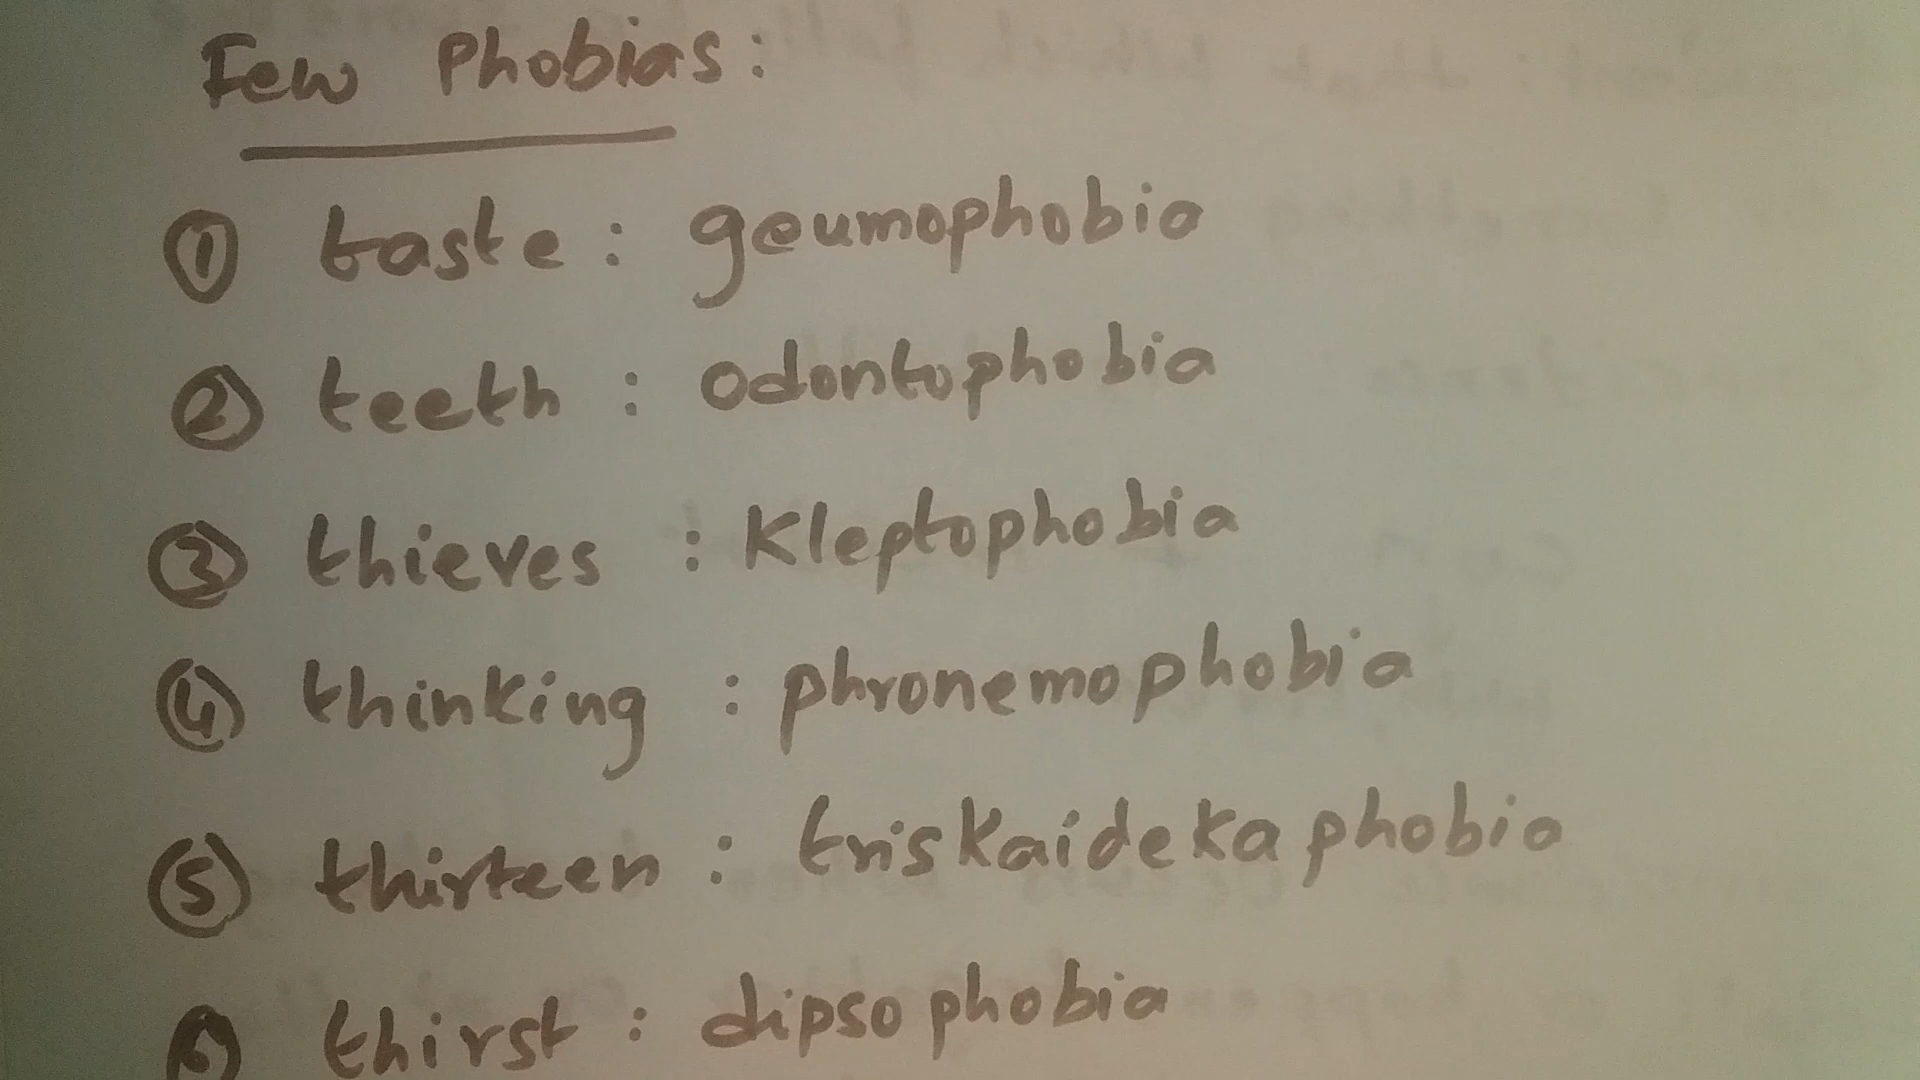 Few Phobias:
① taste : geumophobia
② teeth : odontophobia
③ thieves : Kleptophobia
④ thinking : phronemophobia
⑤ thirteen : triskaidekaphobia
⑥ thirst : dipsophobia